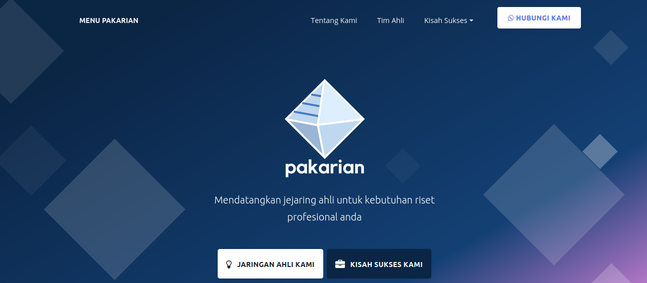 MENU PAKARIAN
Tentang Kami
Tim Ahli
Kisah Sukses
HUBUNGI KAMI
pakarian
Mendatangkan jejaring ahli untuk kebutuhan riset
profesional anda
JARINGAN AHLI KAMI
KISAH SUKSES KAMI